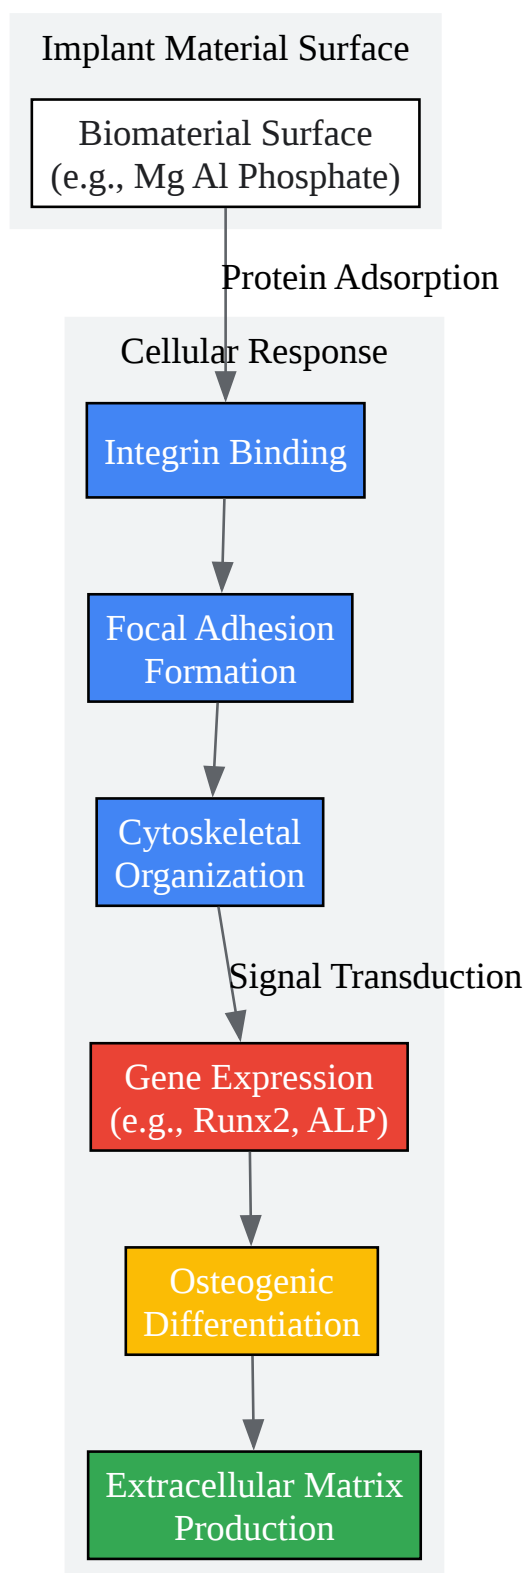 Implant Material Surface
Biomaterial Surface
(e.g., Mg Al Phosphate)
Protein Adsorption
Cellular Response
Integrin Binding
Focal Adhesion
Formation
Cytoskeletal
Organization
Signal Transduction
Gene Expression
(e.g., Runx2, ALP)
Osteogenic
Differentiation
Extracellular Matrix
Production